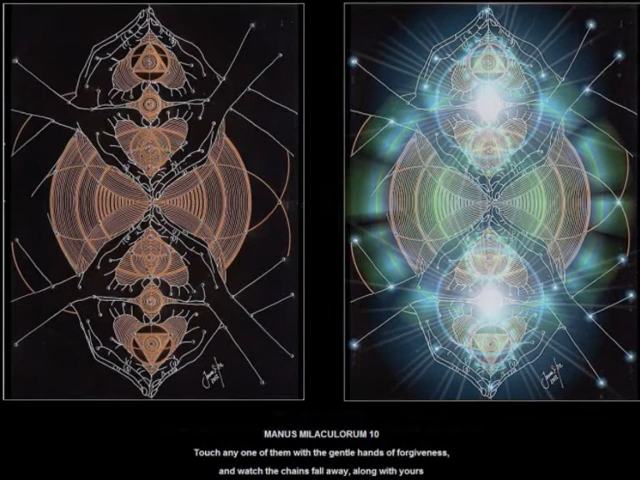 MANUS MILACULORUM 10
Touch any one of them with the gentle hands of forgiveness,
and watch the chains fall away, along with yours